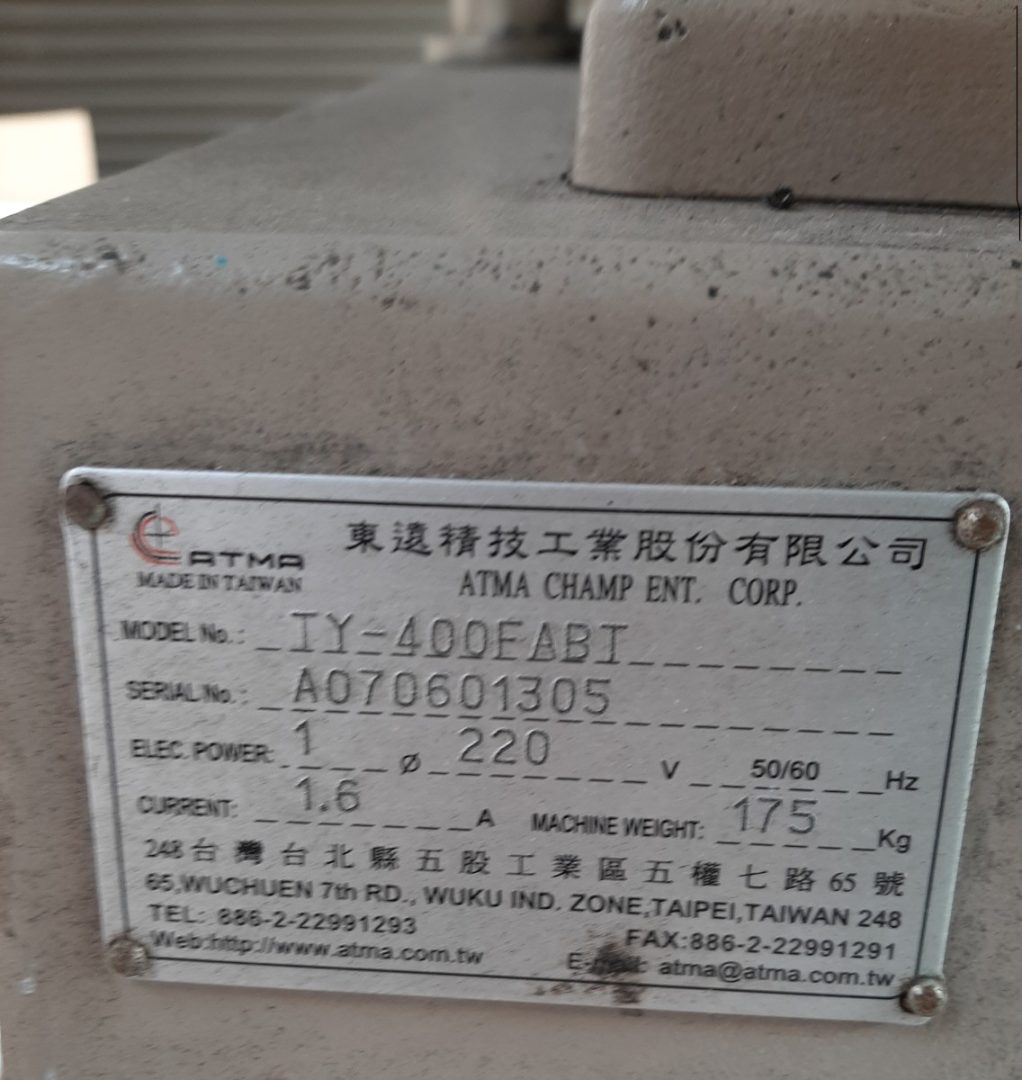 ATMA
MADE IN TAIWAN
東遠精技工業股份有限公司
ATMA CHAMP ENT. CORP.
MODEL No.: IY-400FABI
SERIAL No.: A070601305
ELEC. POWER: 1 Ø 220 V 50/60 Hz
CURRENT: 1.6 A MACHINE WEIGHT: 175 Kg
248台灣台北縣五股工業區五權七路65號
65,WUCHUEN 7th RD., WUKU IND. ZONE,TAIPEI,TAIWAN 248
TEL: 886-2-22991293 FAX:886-2-22991291
Web:http://www.atma.com.tw atma@atma.com.tw